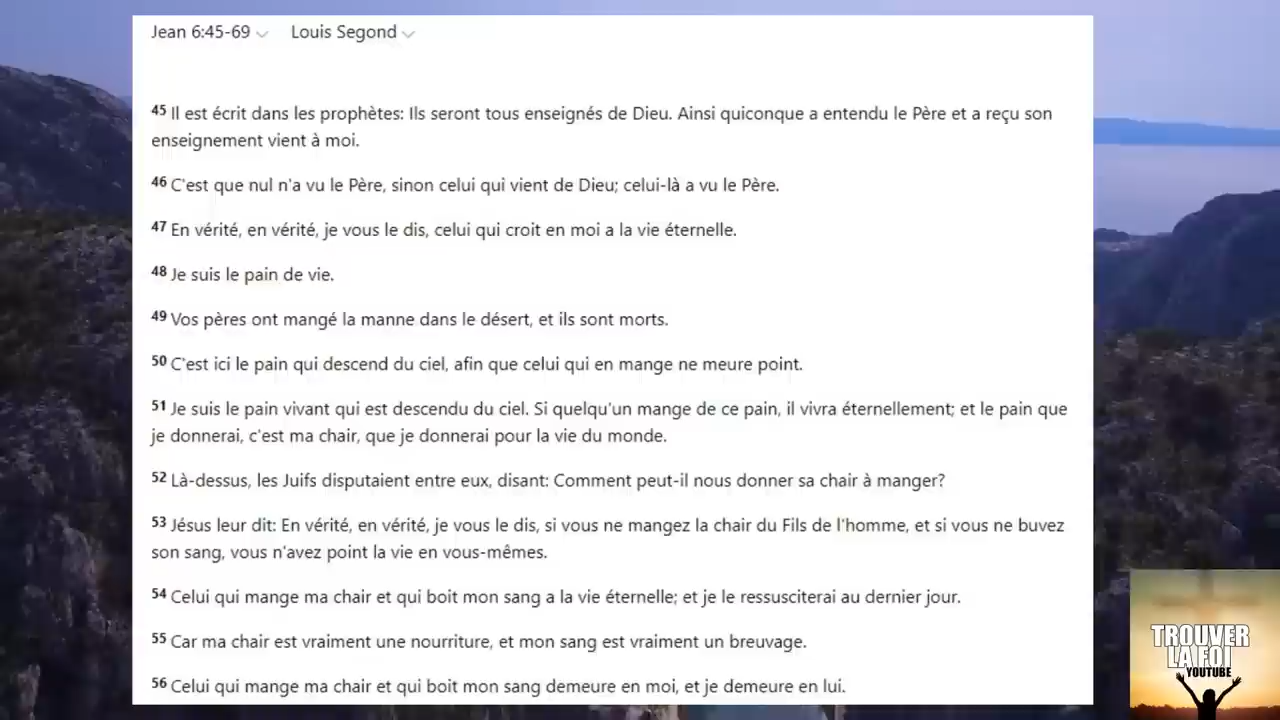 Jean 6:45-69 Louis Segond
45 Il est écrit dans les prophètes: Ils seront tous enseignés de Dieu. Ainsi quiconque a entendu le Père et a reçu son
enseignement vient à moi.
46 C'est que nul n'a vu le Père, sinon celui qui vient de Dieu; celui-là a vu le Père.
47 En vérité, en vérité, je vous le dis, celui qui croit en moi a la vie éternelle.
48 Je suis le pain de vie.
49 Vos pères ont mangé la manne dans le désert, et ils sont morts.
50 C'est ici le pain qui descend du ciel, afin que celui qui en mange ne meure point.
51 Je suis le pain vivant qui est descendu du ciel. Si quelqu'un mange de ce pain, il vivra éternellement; et le pain que
je donnerai, c'est ma chair, que je donnerai pour la vie du monde.
52 Là-dessus, les Juifs disputaient entre eux, disant: Comment peut-il nous donner sa chair à manger?
53 Jésus leur dit: En vérité, en vérité, je vous le dis, si vous ne mangez la chair du Fils de l'homme, et si vous ne buvez
son sang, vous n'avez point la vie en vous-mêmes.
54 Celui qui mange ma chair et qui boit mon sang a la vie éternelle; et je le ressusciterai au dernier jour.
55 Car ma chair est vraiment une nourriture, et mon sang est vraiment un breuvage.
56 Celui qui mange ma chair et qui boit mon sang demeure en moi, et je demeure en lui.
TROUVER
LA FOI
YOUTUBE